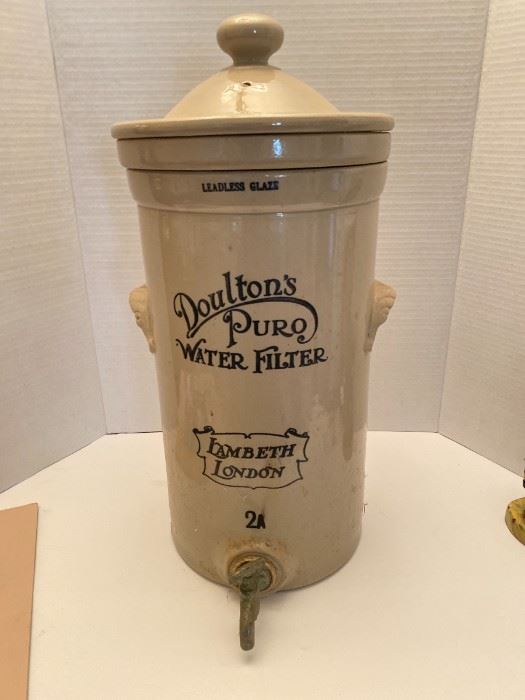 LEADLESS GLAZE
Doulton's
PURO
WATER FILTER
LAMBETH
LONDON
2A